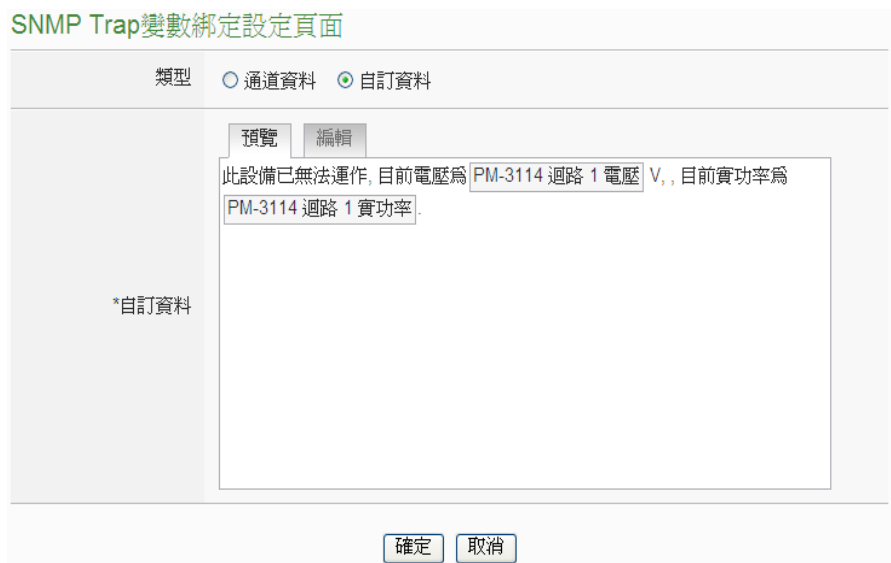 SNMP Trap變數綁定設定頁面
類型 通道資料 自訂資料
預覽 編輯
此設備已無法運作, 目前電壓為 PM-3114 迴路 1 電壓 V, , 目前實功率為
PM-3114 迴路 1 實功率 .
*自訂資料
確定 取消